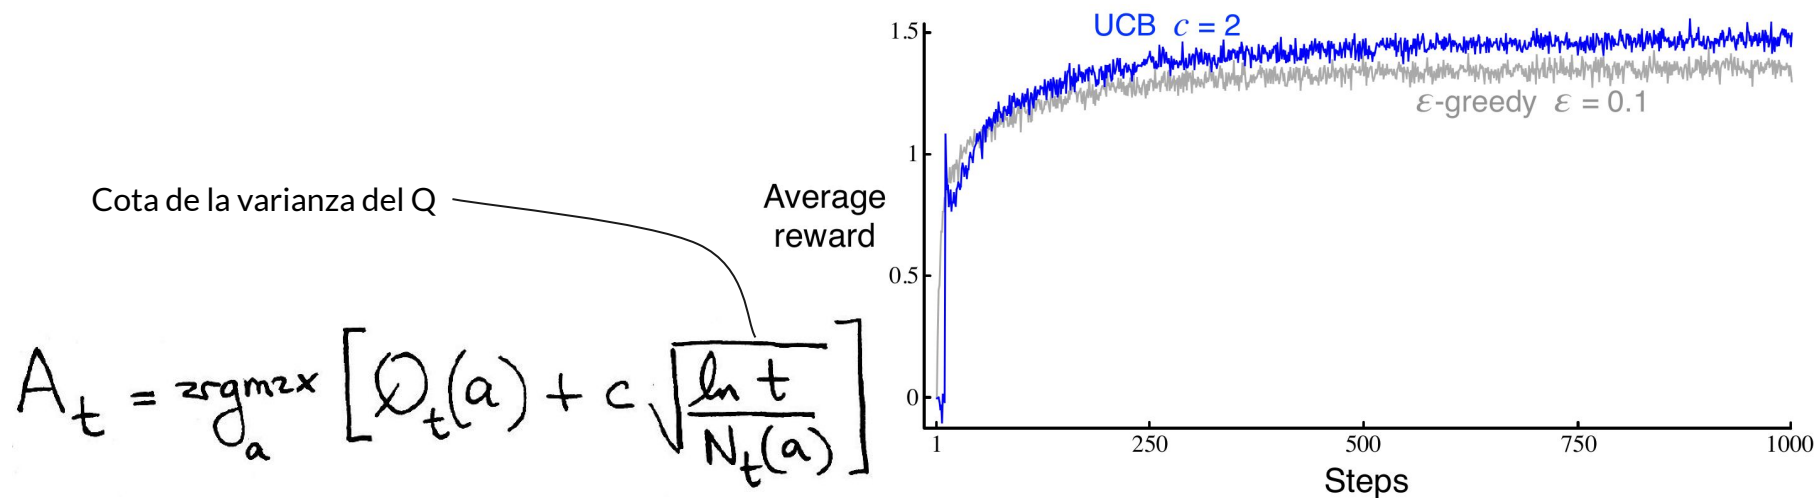 Cota de la varianza del Q
A_t = argmax_a [ Q_t(a) + c √(ln t / N_t(a)) ]
UCB c = 2
ε-greedy ε = 0.1
Average
reward
1.5
1
0.5
0
1 250 500 750 1000
Steps